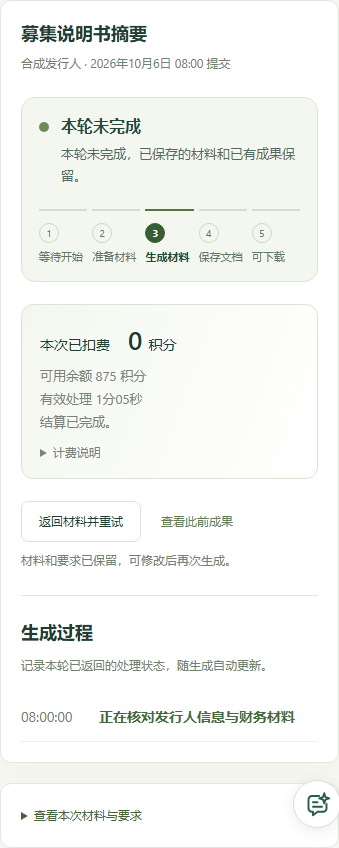 募集说明书摘要
合成发行人 · 2026年10月6日 08:00 提交
本轮未完成
本轮未完成，已保存的材料和已有成果保
留。
1 2 3 4 5
等待开始 准备材料 生成材料 保存文档 可下载
本次已扣费 0 积分
可用余额 875 积分
有效处理 1分05秒
结算已完成。
▶ 计费说明
返回材料并重试 查看此前成果
材料和要求已保留，可修改后再次生成。
生成过程
记录本轮已返回的处理状态，随生成自动更新。
08:00:00 正在核对发行人信息与财务材料
▶ 查看本次材料与要求